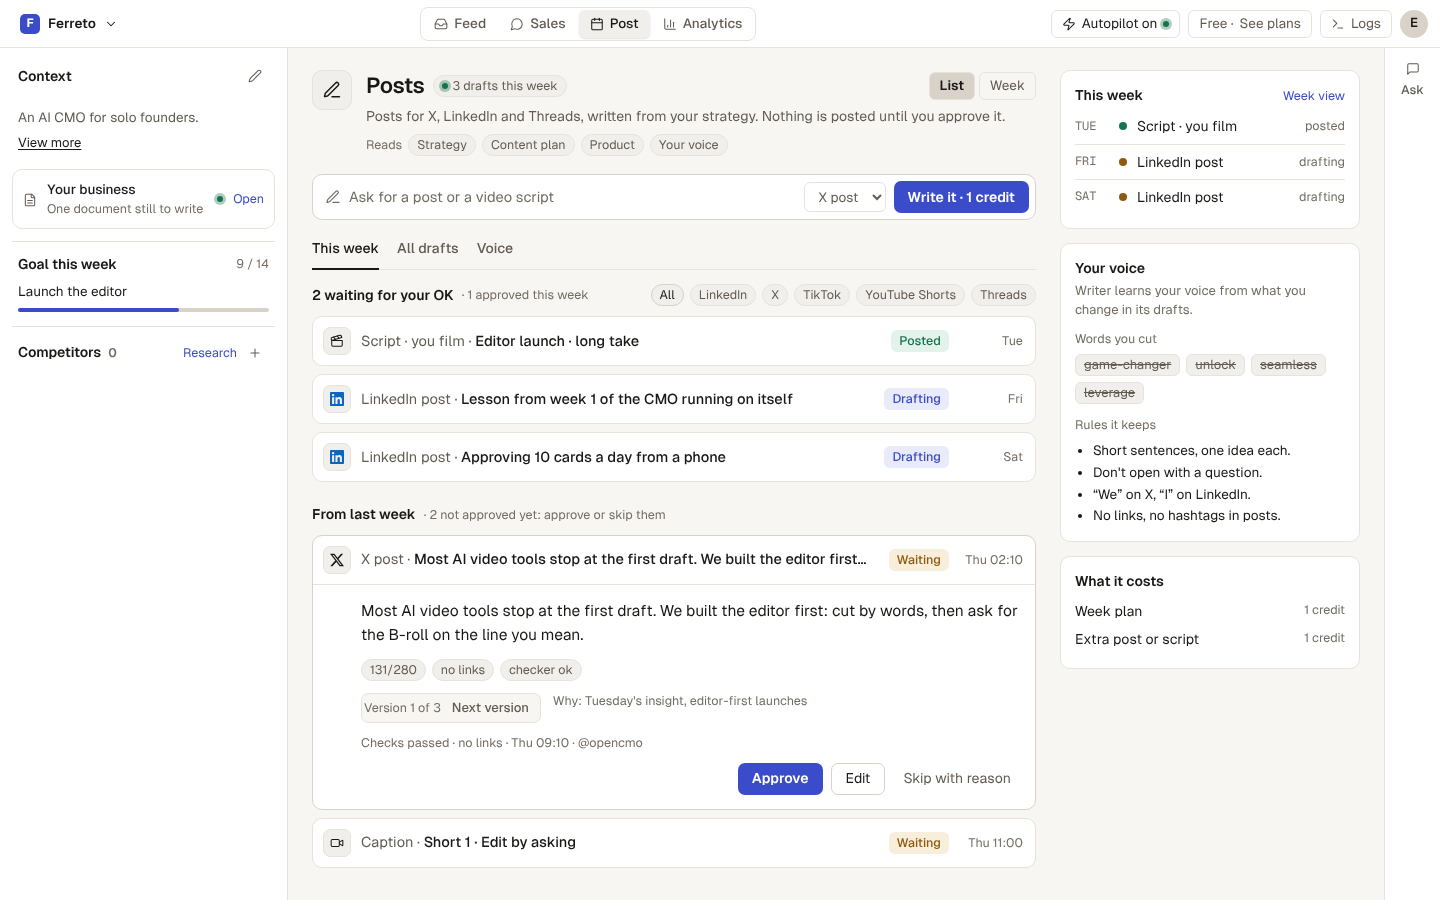 F Ferreto
Feed Sales Post Analytics
Autopilot on Free · See plans Logs E
Context
An AI CMO for solo founders.
View more
Your business
One document still to write
Open
Goal this week 9 / 14
Launch the editor
Competitors 0 Research +
Posts 3 drafts this week
List Week
Posts for X, LinkedIn and Threads, written from your strategy. Nothing is posted until you approve it.
Reads Strategy Content plan Product Your voice
Ask for a post or a video script X post Write it · 1 credit
This week All drafts Voice
2 waiting for your OK · 1 approved this week
All LinkedIn X TikTok YouTube Shorts Threads
Script · you film · Editor launch · long take Posted Tue
LinkedIn post · Lesson from week 1 of the CMO running on itself Drafting Fri
LinkedIn post · Approving 10 cards a day from a phone Drafting Sat
From last week · 2 not approved yet: approve or skip them
X post · Most AI video tools stop at the first draft. We built the editor first... Waiting Thu 02:10
Most AI video tools stop at the first draft. We built the editor first: cut by words, then ask for
the B-roll on the line you mean.
131/280 no links checker ok
Version 1 of 3 Next version Why: Tuesday's insight, editor-first launches
Checks passed · no links · Thu 09:10 · @opencmo
Approve Edit Skip with reason
Caption · Short 1 · Edit by asking Waiting Thu 11:00
This week Week view
TUE Script · you film posted
FRI LinkedIn post drafting
SAT LinkedIn post drafting
Your voice
Writer learns your voice from what you
change in its drafts.
Words you cut
game-changer unlock seamless
leverage
Rules it keeps
• Short sentences, one idea each.
• Don't open with a question.
• “We” on X, “I” on LinkedIn.
• No links, no hashtags in posts.
What it costs
Week plan 1 credit
Extra post or script 1 credit
Ask